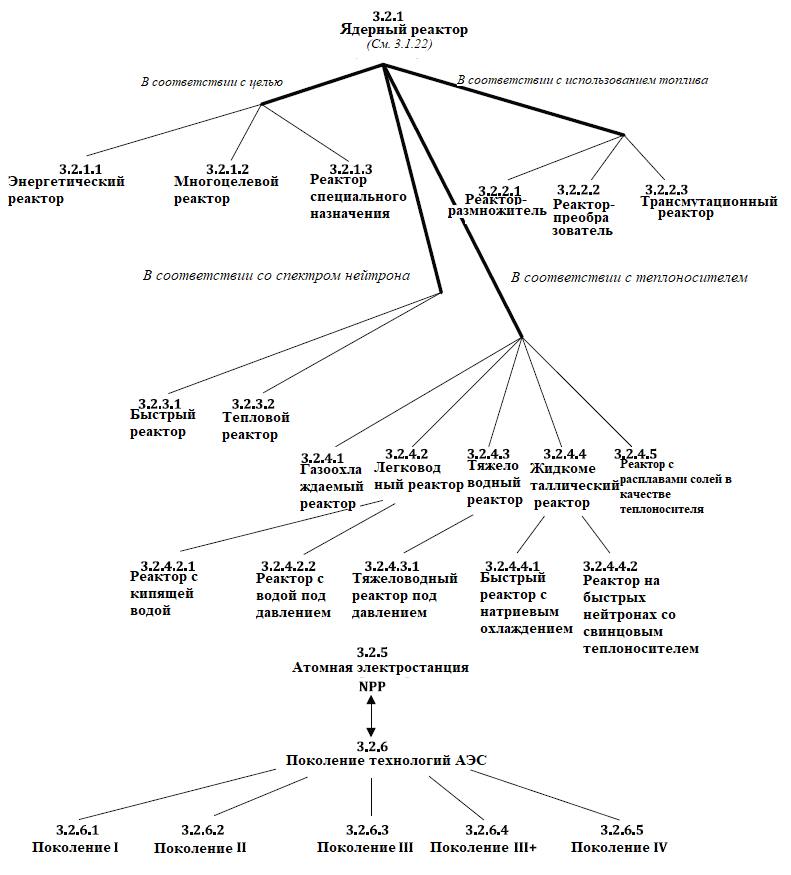 3.2.1
Ядерный реактор
(См. 3.1.22)
В соответствии с целью
В соответствии с использованием топлива
3.2.1.1
Энергетический
реактор
3.2.1.2
Многоцелевой
реактор
3.2.1.3
Реактор
специального
назначения
3.2.2.1
Реактор-
размножитель
3.2.2.2
Реактор-
преобра
зователь
3.2.2.3
Трансмутационный
реактор
В соответствии со спектром нейтрона
В соответствии с теплоносителем
3.2.3.1
Быстрый
реактор
3.2.3.2
Тепловой
реактор
3.2.4.1
Газоохла
ждаемый
реактор
3.2.4.2
Легковод
ный реактор
3.2.4.3
Тяжело
водный
реактор
3.2.4.4
Жидкоме
таллический
реактор
3.2.4.5
Реактор с
расплавами солей в
качестве
теплоносителя
3.2.4.2.1
Реактор с
кипящей
водой
3.2.4.2.2
Реактор с
водой под
давлением
3.2.4.3.1
Тяжеловодный
реактор под
давлением
3.2.4.4.1
Быстрый
реактор с
натриевым
охлаждением
3.2.4.4.2
Реактор на
быстрых
нейтронах со
свинцовым
теплоносителем
3.2.5
Атомная электростанция
NPP
3.2.6
Поколение технологий АЭС
3.2.6.1
Поколение I
3.2.6.2
Поколение II
3.2.6.3
Поколение III
3.2.6.4
Поколение III+
3.2.6.5
Поколение IV